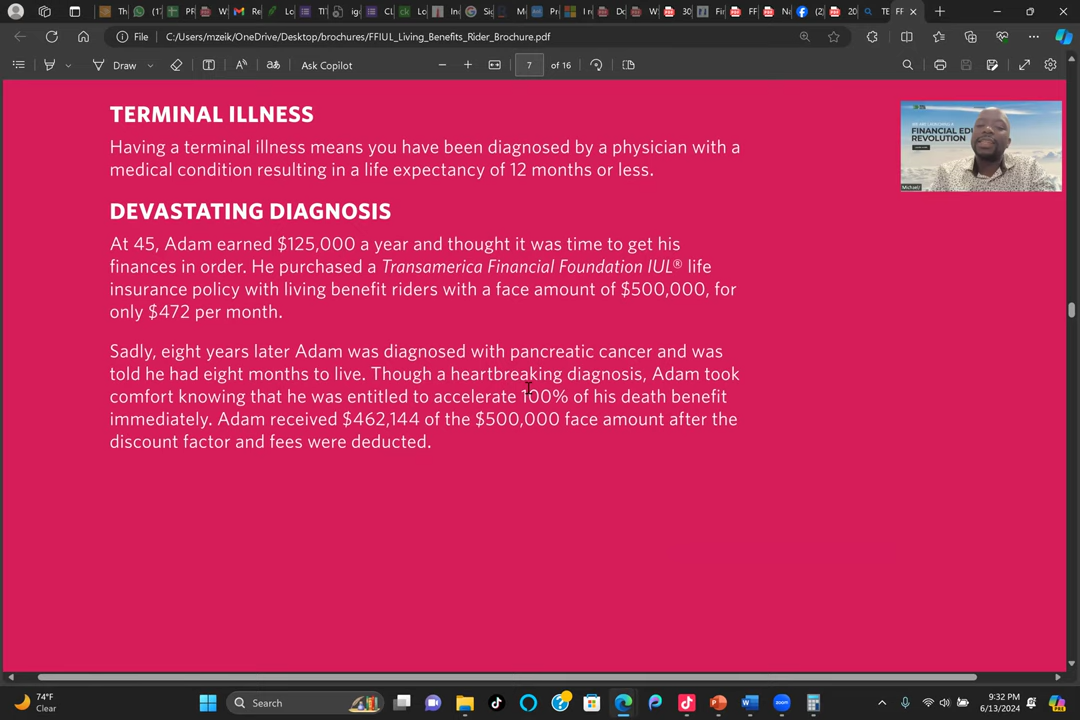 File
C:/Users/mzeik/OneDrive/Desktop/brochures/FFIUL_Living_Benefits_Rider_Brochure.pdf
Draw
Ask Copilot
7 of 16
TERMINAL ILLNESS
Having a terminal illness means you have been diagnosed by a physician with a
medical condition resulting in a life expectancy of 12 months or less.
DEVASTATING DIAGNOSIS
At 45, Adam earned $125,000 a year and thought it was time to get his
finances in order. He purchased a Transamerica Financial Foundation IUL® life
insurance policy with living benefit riders with a face amount of $500,000, for
only $472 per month.
Sadly, eight years later Adam was diagnosed with pancreatic cancer and was
told he had eight months to live. Though a heartbreaking diagnosis, Adam took
comfort knowing that he was entitled to accelerate 100% of his death benefit
immediately. Adam received $462,144 of the $500,000 face amount after the
discount factor and fees were deducted.
FINANCIAL EDU
REVOLUTION
74°F
Clear
Search
9:32 PM
6/13/2024